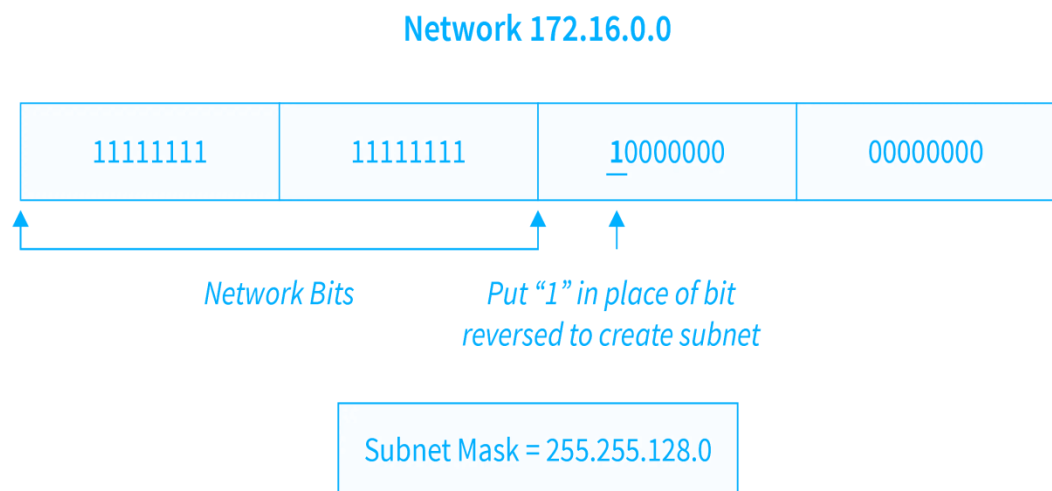 Network 172.16.0.0
11111111 11111111 10000000 00000000
Network Bits
Put “1” in place of bit
reversed to create subnet
Subnet Mask = 255.255.128.0